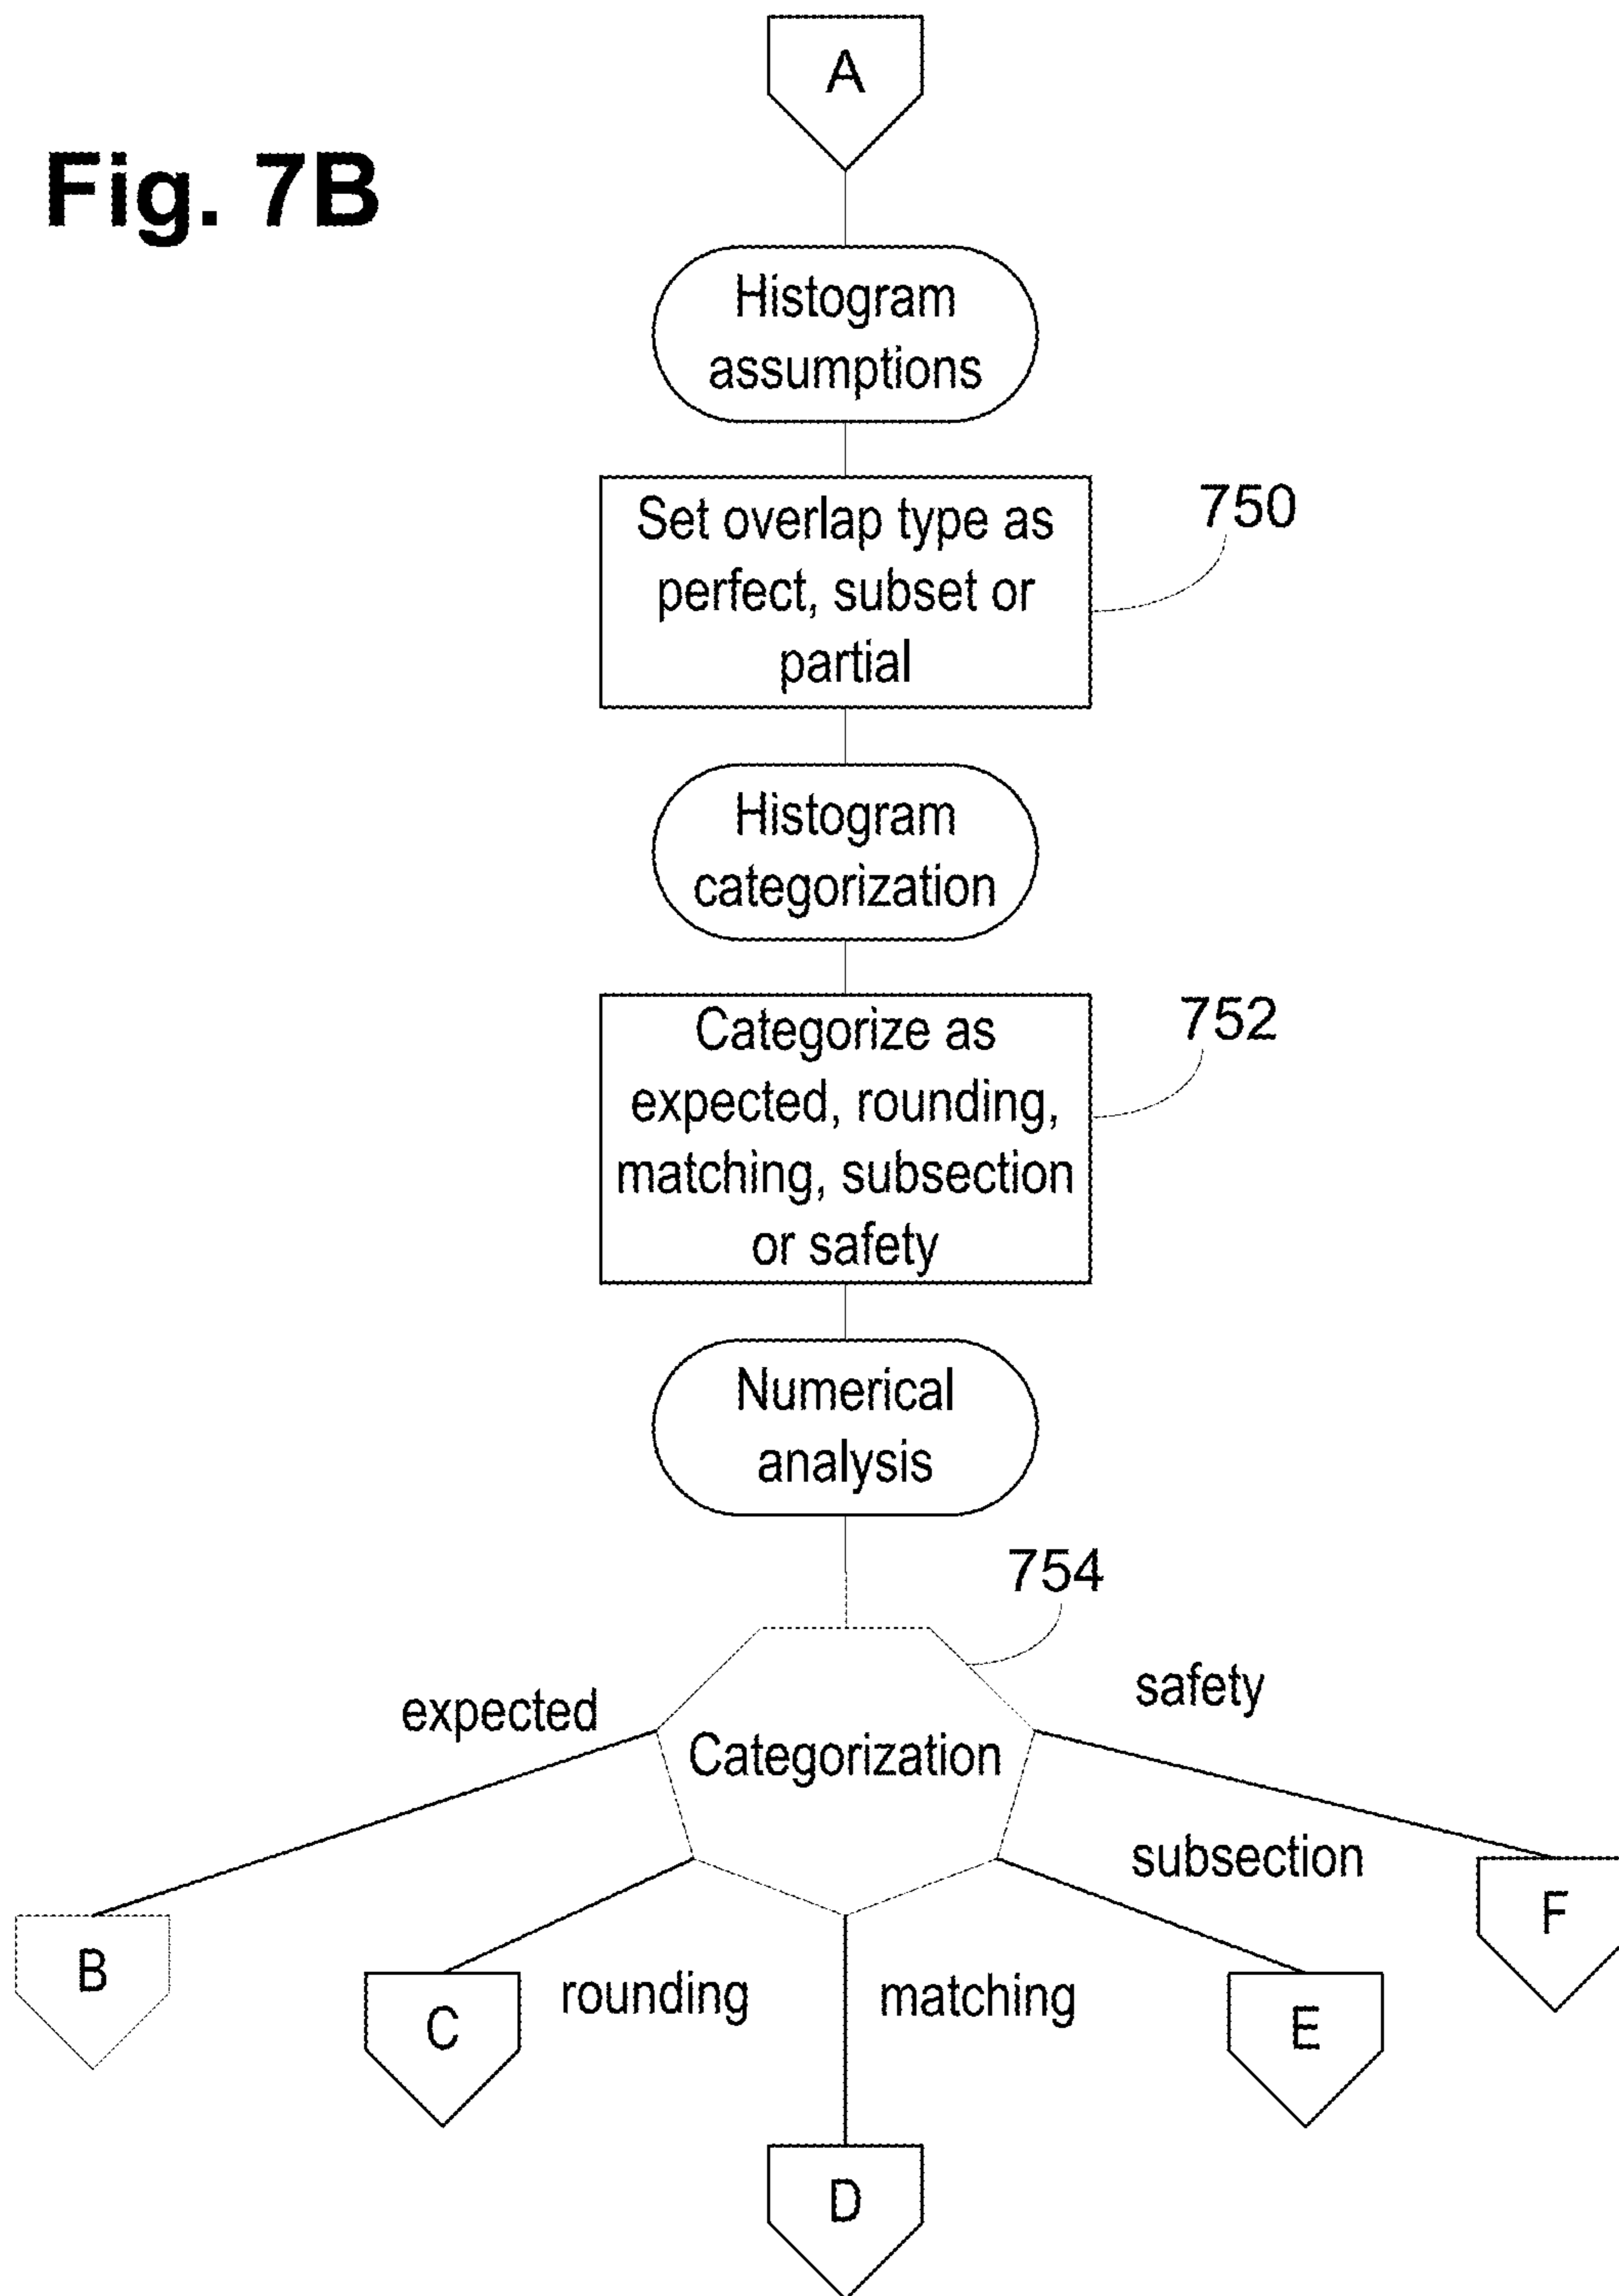 A
Fig. 7B
Histogram
assumptions
Set overlap type as
perfect, subset or
partial
750
Histogram
categorization
Categorize as
expected, rounding,
matching, subsection
or safety
752
Numerical
analysis
754
Categorization
expected
safety
subsection
rounding
matching
B
C
D
E
F